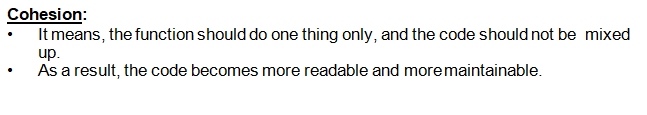 Cohesion:
• It means, the function should do one thing only, and the code should not be mixed
up.
• As a result, the code becomes more readable and more maintainable.